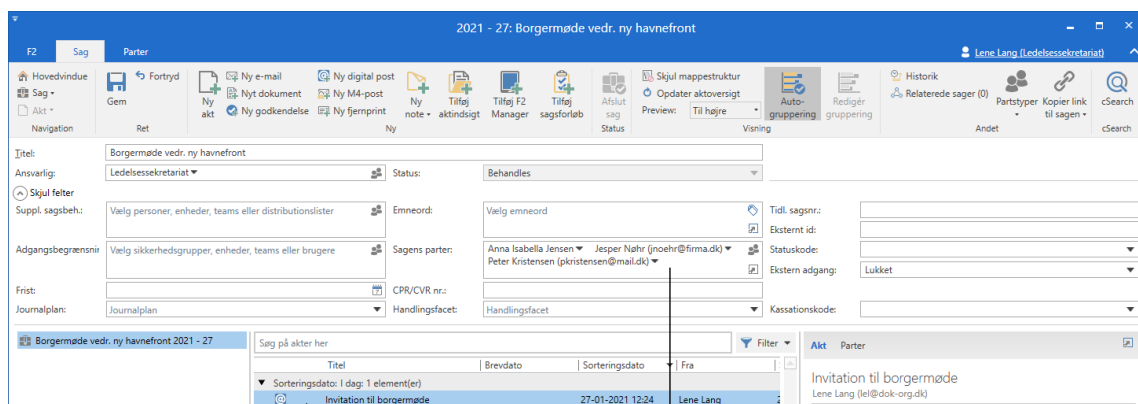 2021 - 27: Borgermøde vedr. ny havnefront
F2 Sag Parter Lene Lang (Ledelsessekretariat)
Hovedvindue
Sag
Akt
Navigation
Gem
Fortryd
Ret
Ny akt
Ny e-mail
Nyt dokument
Ny godkendelse
Ny digital post
Ny M4-post
Ny fjernprint
Ny note
Tilføj aktindsigt
Tilføj F2 Manager
Tilføj sagsforløb
Ny
Afslut sag
Status
Skjul mappestruktur
Opdater aktoversigt
Preview: Til højre
Auto-gruppering
Redigér gruppering
Visning
Historik
Relaterede sager (0)
Partstyper
Kopier link til sagen
Andet
cSearch
cSearch
Titel: Borgermøde vedr. ny havnefront
Ansvarlig: Ledelsessekretariat Status: Behandles
Skjul felter
Suppl. sagsbeh.: Vælg personer, enheder, teams eller distributionslister Emneord: Vælg emneord Tidl. sagsnr.:
Eksternt id:
Adgangsbegrænsnin Vælg sikkerhedsgrupper, enheder, teams eller brugere Sagens parter: Anna Isabella Jensen Jesper Nøhr (jnoehr@firma.dk) Statuskode:
Peter Kristensen (pkristensen@mail.dk) Ekstern adgang: Lukket
Frist: CPR/CVR nr.:
Journalplan: Journalplan Handlingsfacet: Handlingsfacet Kassationskode:
Borgermøde vedr. ny havnefront 2021 - 27 Søg på akter her Filter Akt Parter
Titel Brevdato Sorteringsdato Fra
Sorteringsdato: I dag: 1 element(er)
Invitation til borgermøde 27-01-2021 12:24 Lene Lang 2
Invitation til borgermøde
Lene Lang (lel@dok-org.dk)